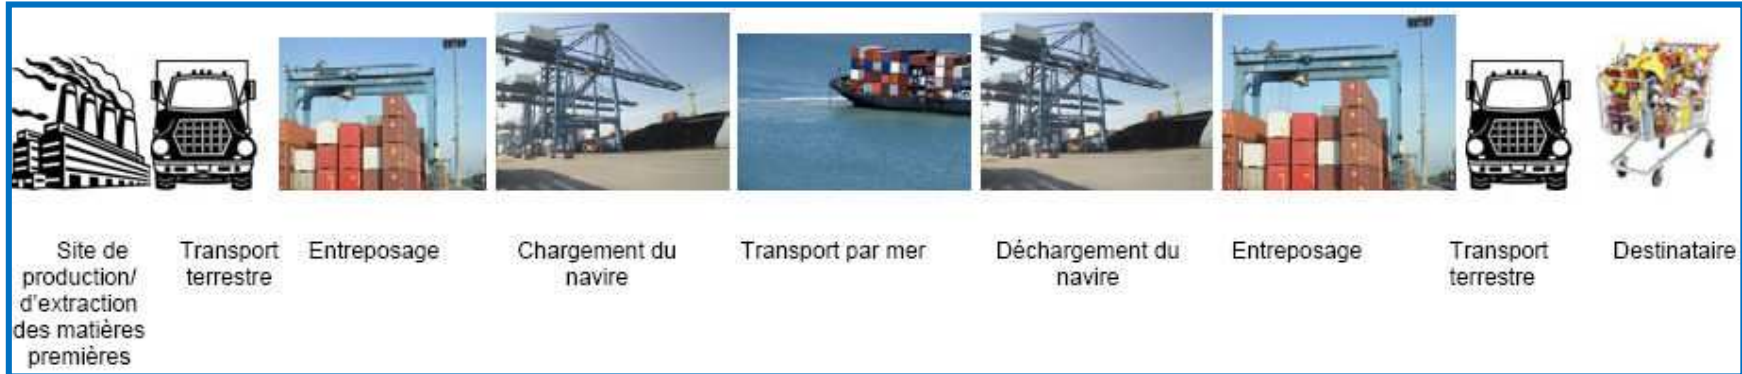 Site de
production/
d'extraction
des matières
premières
Transport
terrestre
Entreposage
Chargement du
navire
Transport par mer
Déchargement du
navire
Entreposage
Transport
terrestre
Destinataire